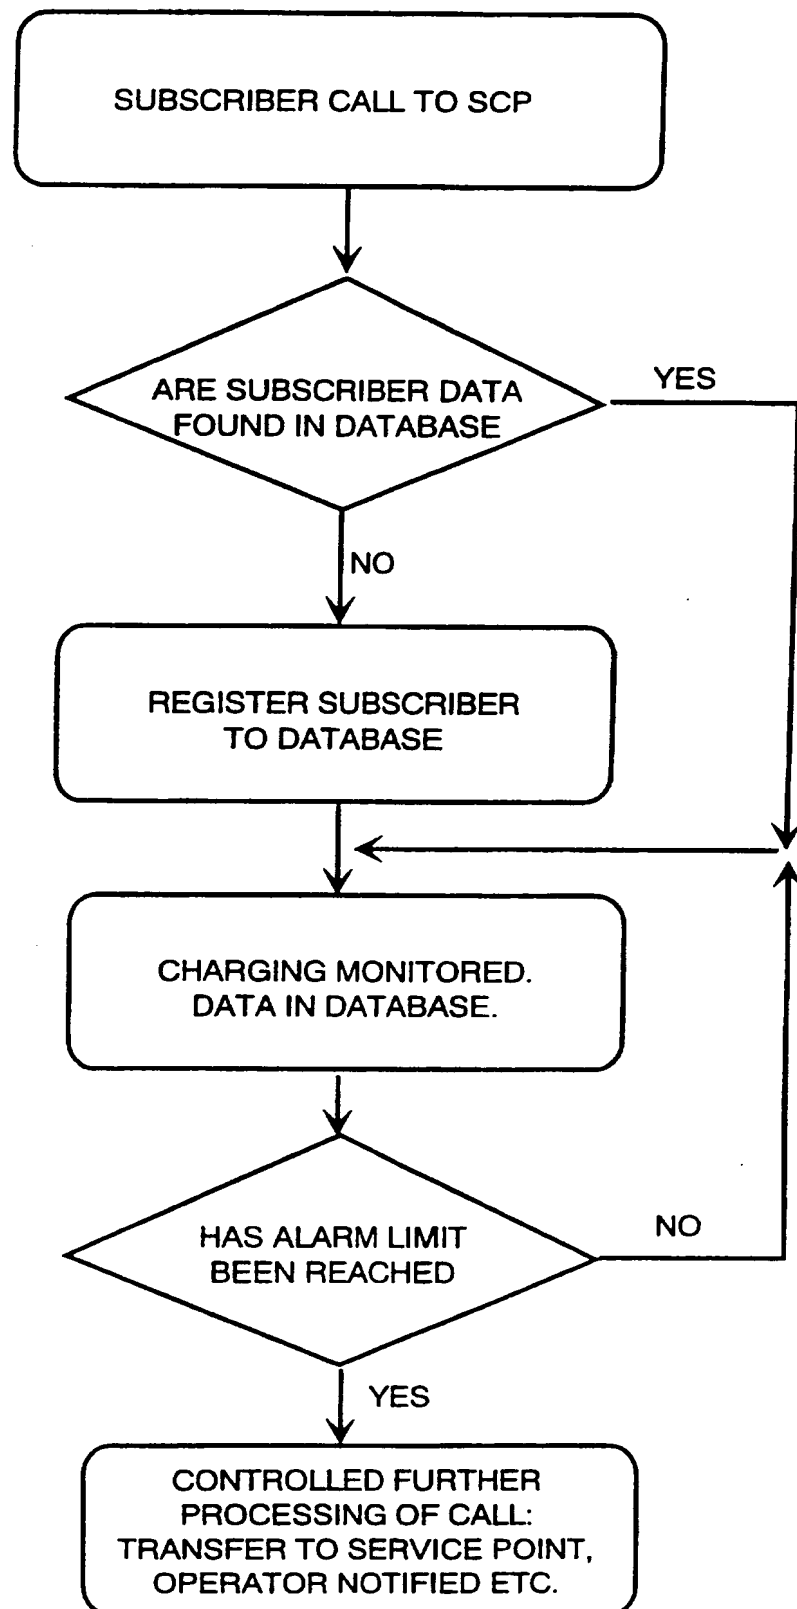 SUBSCRIBER CALL TO SCP
ARE SUBSCRIBER DATA
FOUND IN DATABASE
YES
NO
REGISTER SUBSCRIBER
TO DATABASE
CHARGING MONITORED.
DATA IN DATABASE.
HAS ALARM LIMIT
BEEN REACHED
NO
YES
CONTROLLED FURTHER
PROCESSING OF CALL:
TRANSFER TO SERVICE POINT,
OPERATOR NOTIFIED ETC.